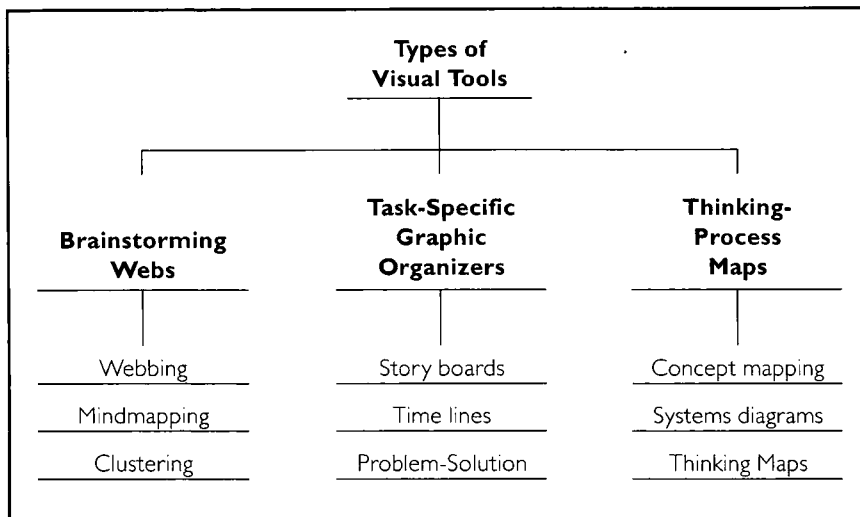 Types of
Visual Tools
Brainstorming
Webs
Task-Specific
Graphic
Organizers
Thinking-
Process
Maps
Webbing
Mindmapping
Clustering
Story boards
Time lines
Problem-Solution
Concept mapping
Systems diagrams
Thinking Maps